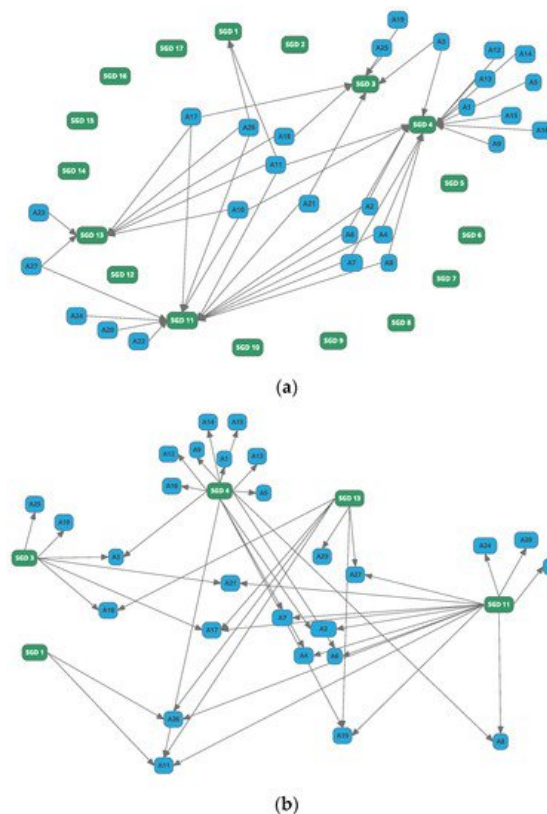 A19
SGD 1
SGD 2
A3
A25
SGD 17
A12
A14
SGD 16
SGD 3
A13
A5
A17
A1
A15
SGD 15
A26
A18
SGD 4
A16
A9
A11
SGD 14
SGD 5
A10
A21
A2
A23
SGD 13
A6
A4
SGD 6
A27
SGD 12
A7
A8
SGD 7
A24
SGD 11
A20
A22
SGD 8
SGD 10
SGD 9
(a)
A14
A15
A12
A9
A1
A13
A16
SGD 4
A5
SGD 13
A25
A19
A24
A20
SGD 3
A3
A23
A27
A21
SGD 11
A18
A7
A17
A2
SGD 1
A4
A6
A26
A10
A8
A11
(b)